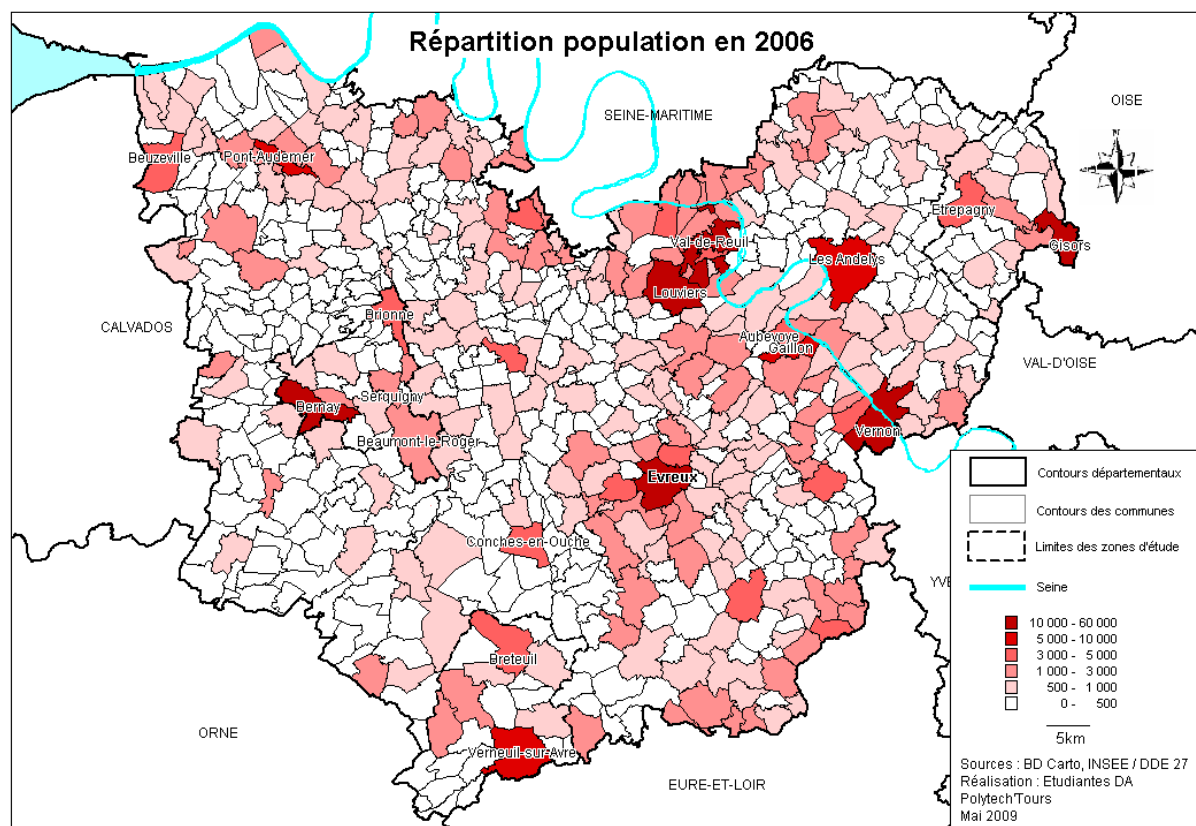 Répartition population en 2006
SEINE-MARITIME
OISE
Beuzeville
Pont-Audemer
Etrepagny
Val-de-Reuil
Gisors
Les Andelys
Louviers
CALVADOS
Brionne
Aubevoye
Gaillon
VAL-D'OISE
Serquigny
Bernay
Vernon
Beaumont-le-Roger
Evreux
Conches-en-Ouche
Breteuil
ORNE
Verneuil-sur-Avre
EURE-ET-LOIR
YVE
Contours départementaux
Contours des communes
Limites des zones d'étude
Seine
10 000 - 60 000
5 000 - 10 000
3 000 - 5 000
1 000 - 3 000
500 - 1 000
0 - 500
5km
Sources : BD Carto, INSEE / DDE 27
Réalisation : Etudiantes DA
Polytech'Tours
Mai 2009